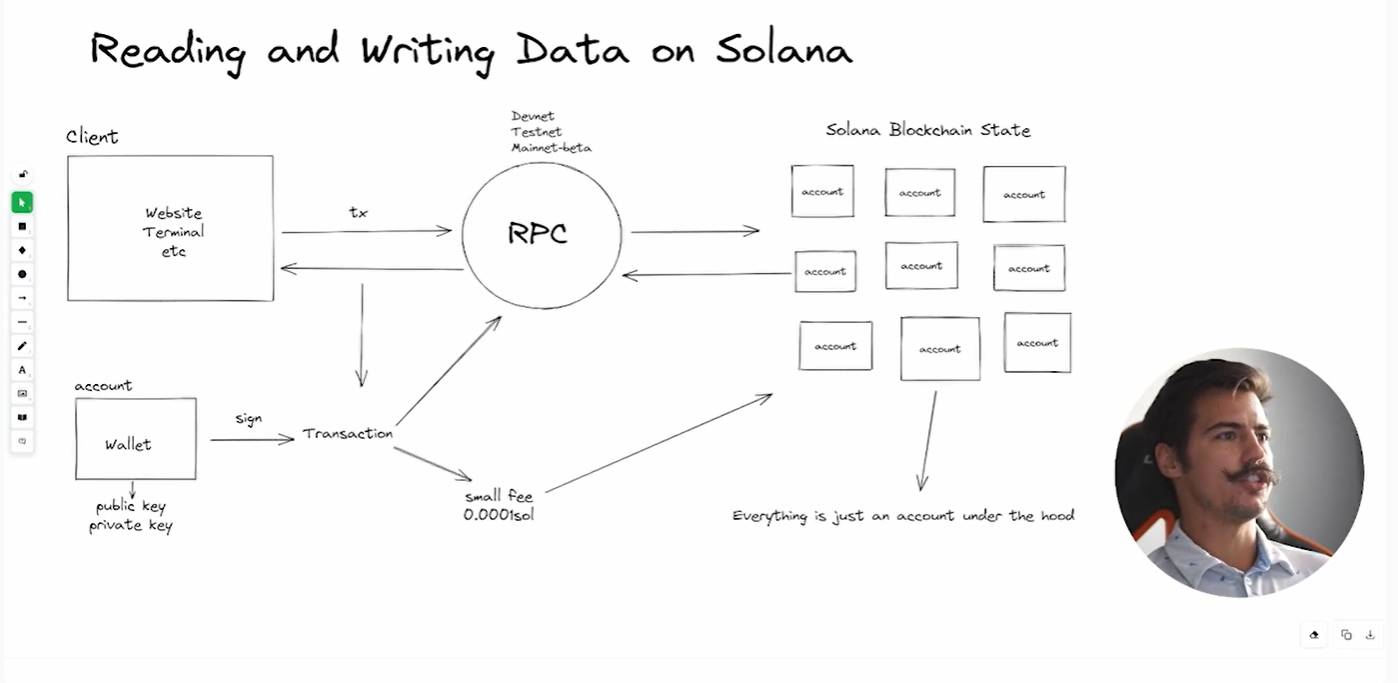 Reading and Writing Data on Solana
Client
Website
Terminal
etc
tx
Devnet
Testnet
Mainnet-beta
RPC
Solana Blockchain State
account
account
account
account
account
account
account
account
account
account
Wallet
public key
private key
sign
Transaction
small fee
0.0001sol
Everything is just an account under the hood
A